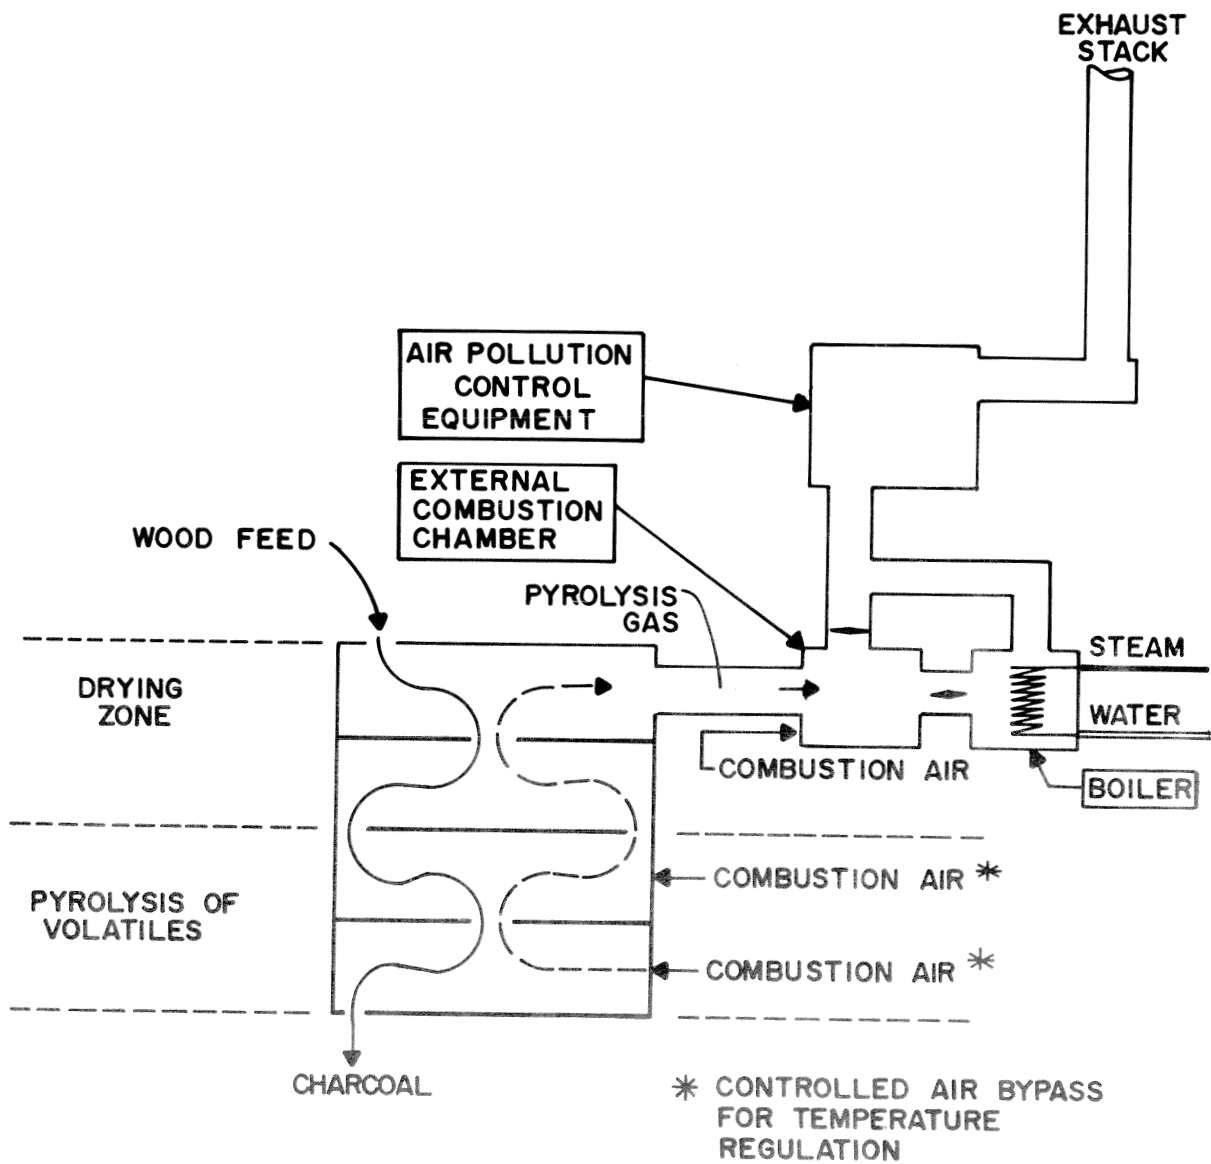 EXHAUST
STACK
AIR POLLUTION
CONTROL
EQUIPMENT
EXTERNAL
COMBUSTION
CHAMBER
WOOD FEED
PYROLYSIS
GAS
STEAM
DRYING
ZONE
WATER
COMBUSTION AIR
BOILER
COMBUSTION AIR *
PYROLYSIS OF
VOLATILES
COMBUSTION AIR *
CHARCOAL
* CONTROLLED AIR BYPASS
FOR TEMPERATURE
REGULATION